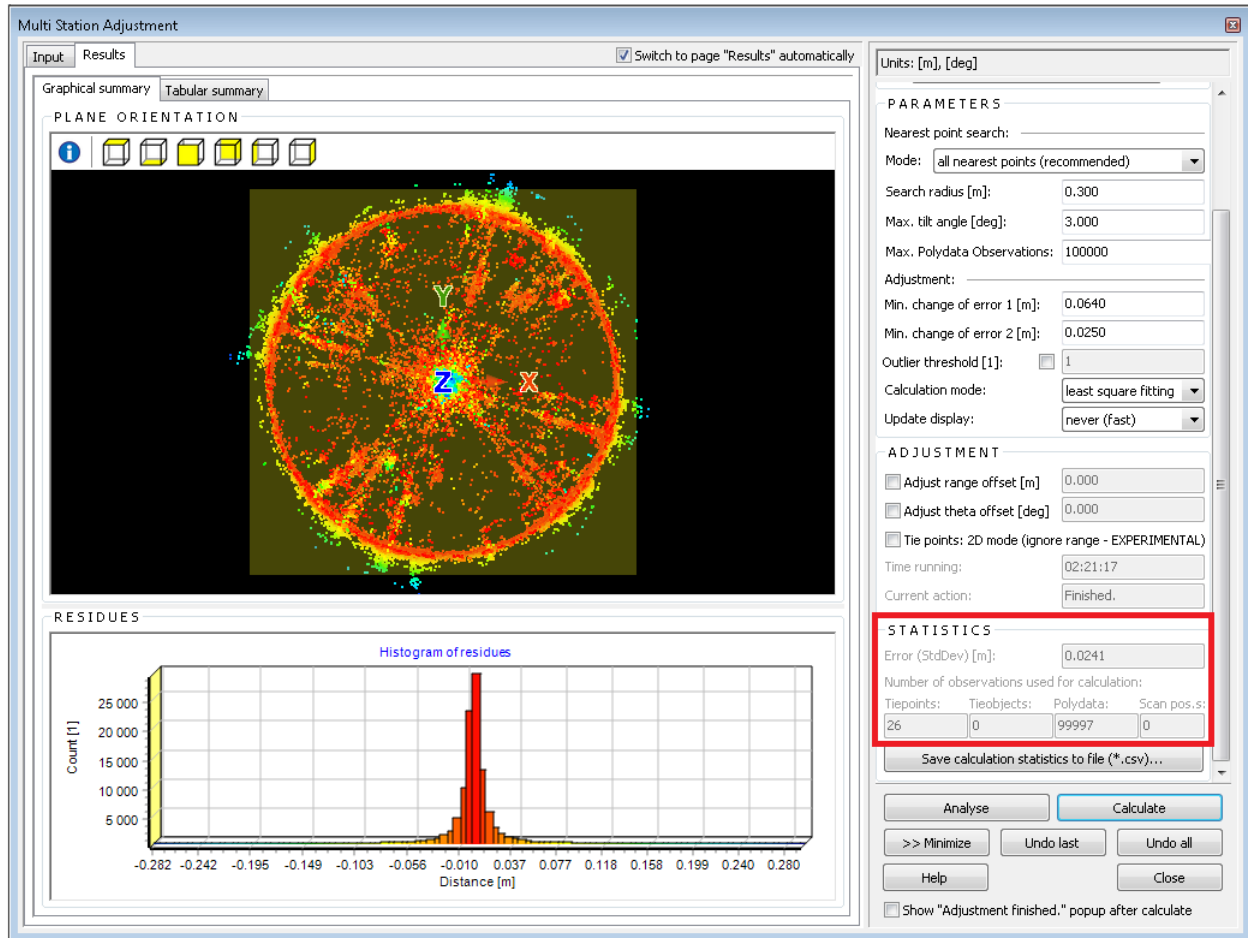 Multi Station Adjustment
Input Results
Switch to page "Results" automatically
Graphical summary Tabular summary
PLANE ORIENTATION
Y
Z X
RESIDUES
Histogram of residues
Count [1]
25 000
20 000
15 000
10 000
5 000
-0.282 -0.242 -0.195 -0.149 -0.103 -0.056 -0.010 0.037 0.077 0.118 0.158 0.199 0.240 0.280
Distance [m]
Units: [m], [deg]
PARAMETERS
Nearest point search:
Mode: all nearest points (recommended)
Search radius [m]: 0.300
Max. tilt angle [deg]: 3.000
Max. Polydata Observations: 100000
Adjustment:
Min. change of error 1 [m]: 0.0640
Min. change of error 2 [m]: 0.0250
Outlier threshold [1]: 1
Calculation mode: least square fitting
Update display: never (fast)
ADJUSTMENT
Adjust range offset [m] 0.000
Adjust theta offset [deg] 0.000
Tie points: 2D mode (ignore range - EXPERIMENTAL)
Time running: 02:21:17
Current action: Finished.
STATISTICS
Error (StdDev) [m]: 0.0241
Number of observations used for calculation:
Tiepoints: Tieobjects: Polydata: Scan pos.s:
26 0 99997 0
Save calculation statistics to file (*.csv)...
Analyse Calculate
>> Minimize Undo last Undo all
Help Close
Show "Adjustment finished." popup after calculate